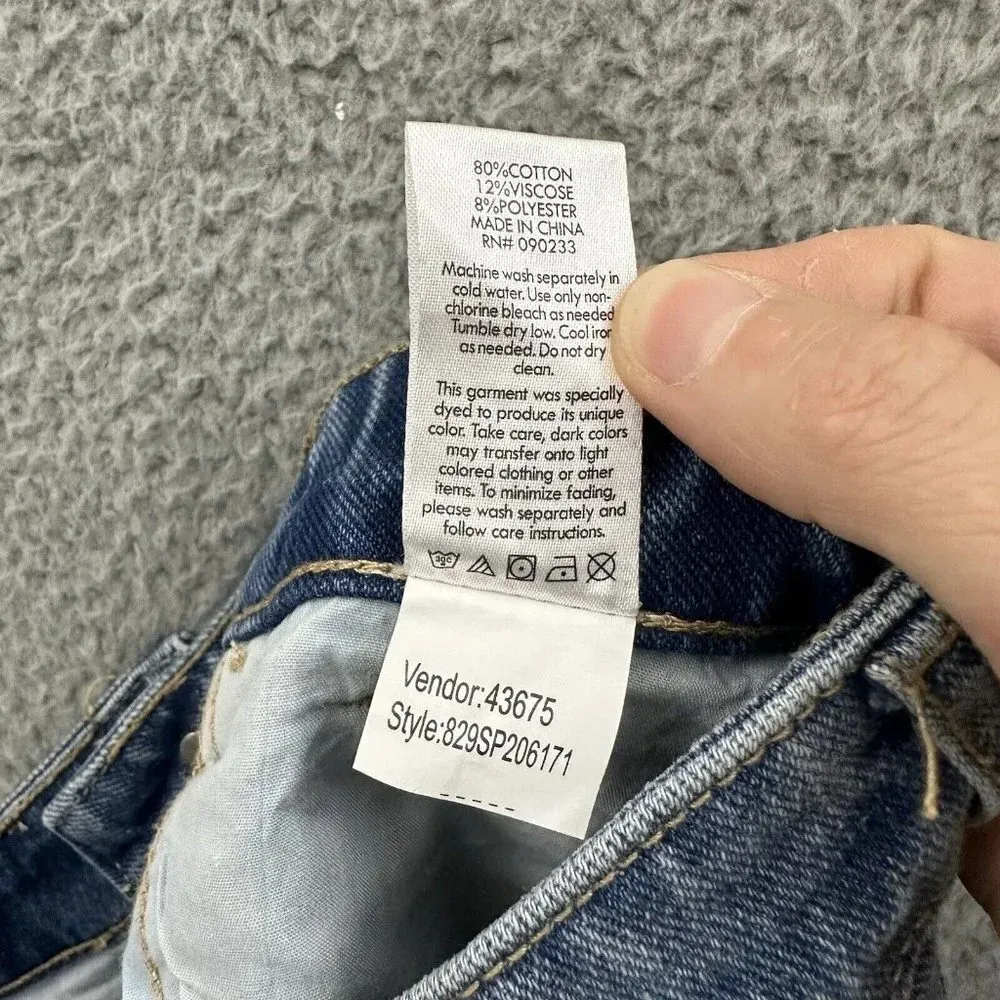 80%COTTON
12%VISCOSE
8%POLYESTER
MADE IN CHINA
RN# 090233
Machine wash separately in
cold water. Use only non-
chlorine bleach as needed
Tumble dry low. Cool iron
as needed. Do not dry
clean.
This garment was specially
dyed to produce its unique
color. Take care, dark colors
may transfer onto light
colored clothing or other
items. To minimize fading,
please wash separately and
follow care instructions.
30c
Vendor:43675
Style:829SP206171